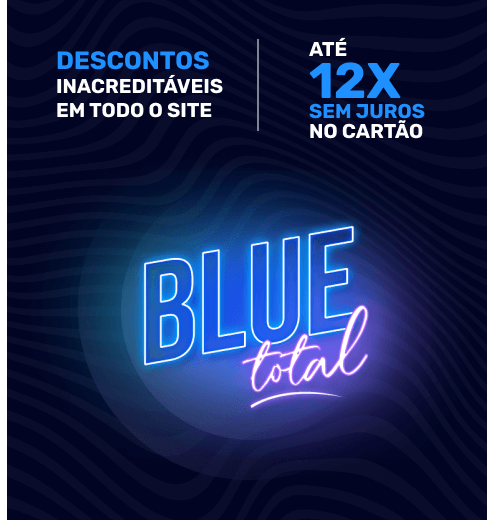 DESCONTOS
INACREDITÁVEIS
EM TODO O SITE
ATÉ
12X
SEM JUROS
NO CARTÃO
BLUE
total